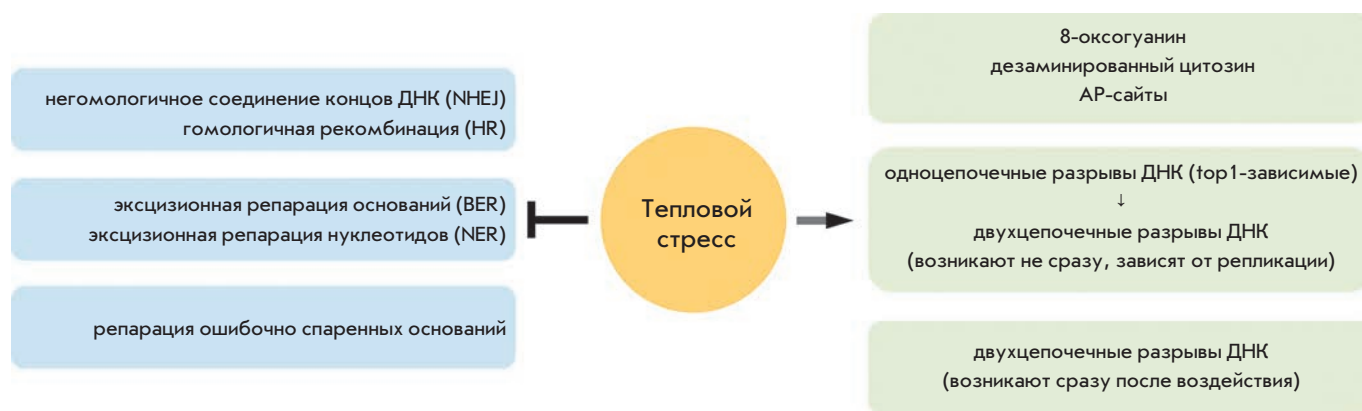 негомологичное соединение концов ДНК (NHEJ)
гомологичная рекомбинация (HR)
эксцизионная репарация оснований (BER)
эксцизионная репарация нуклеотидов (NER)
репарация ошибочно спаренных оснований
Тепловой
стресс
8-оксогуанин
дезаминированный цитозин
АР-сайты
одноцепочечные разрывы ДНК (top1-зависимые)
↓
двухцепочечные разрывы ДНК
(возникают не сразу, зависят от репликации)
двухцепочечные разрывы ДНК
(возникают сразу после воздействия)